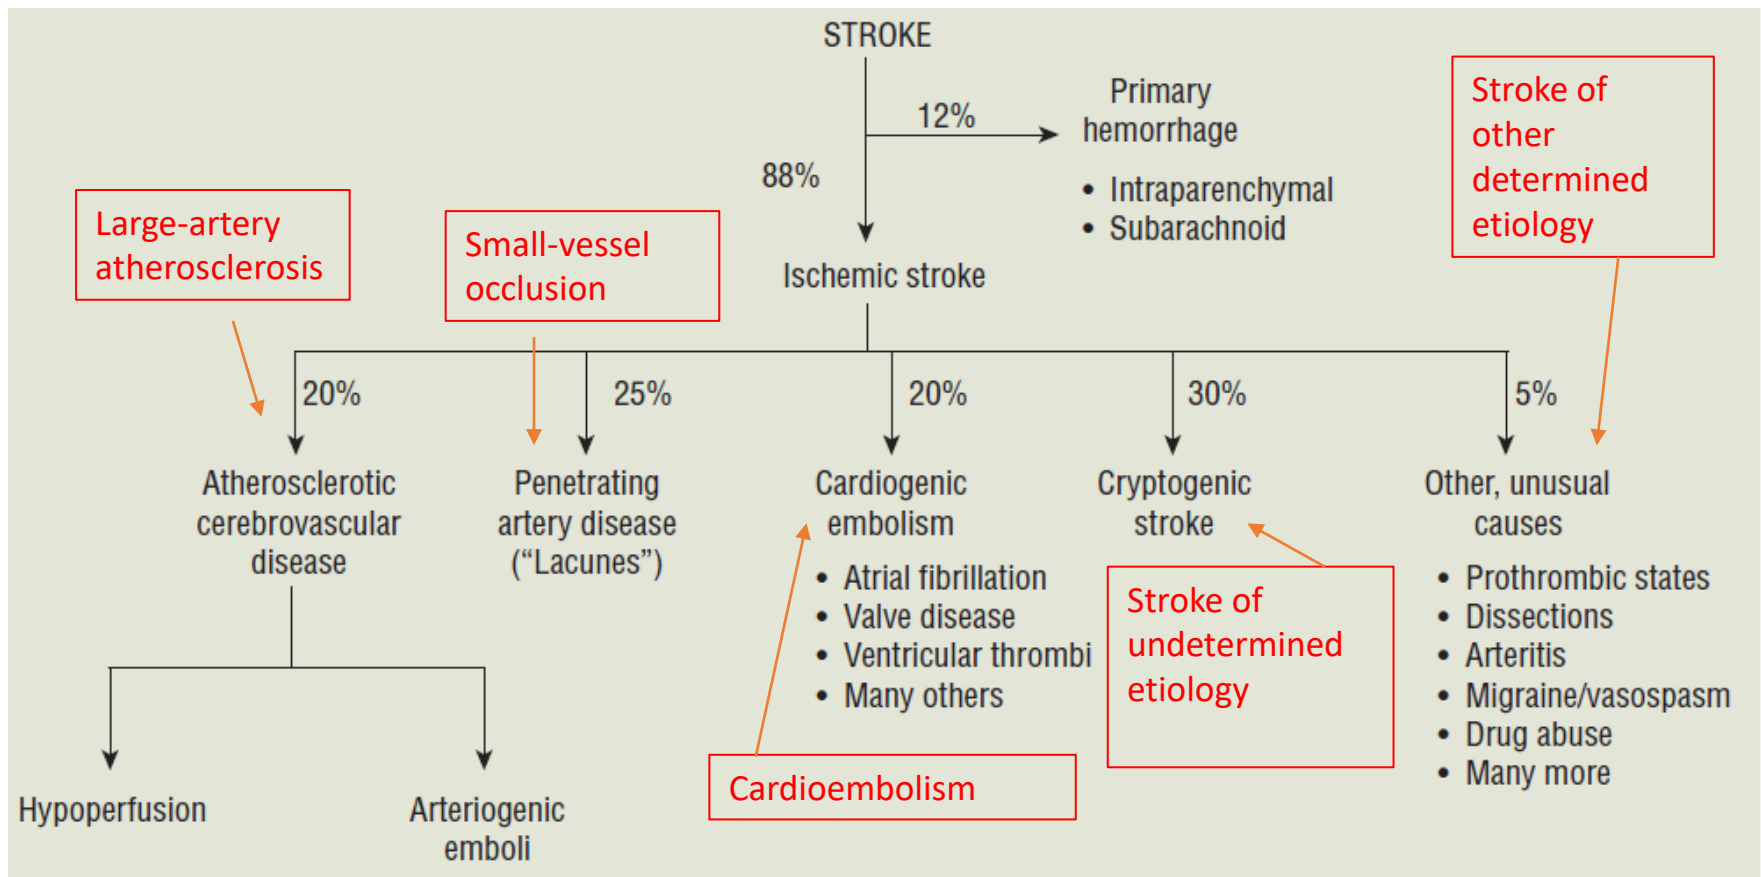 STROKE
12%
Primary
hemorrhage
• Intraparenchymal
• Subarachnoid
88%
Ischemic stroke
Large-artery
atherosclerosis
Small-vessel
occlusion
Stroke of
other
determined
etiology
20%
25%
20%
30%
5%
Atherosclerotic
cerebrovascular
disease
Penetrating
artery disease
(“Lacunes”)
Cardiogenic
embolism
• Atrial fibrillation
• Valve disease
• Ventricular thrombi
• Many others
Cryptogenic
stroke
Other, unusual
causes
• Prothrombic states
• Dissections
• Arteritis
• Migraine/vasospasm
• Drug abuse
• Many more
Stroke of
undetermined
etiology
Cardioembolism
Hypoperfusion
Arteriogenic
emboli